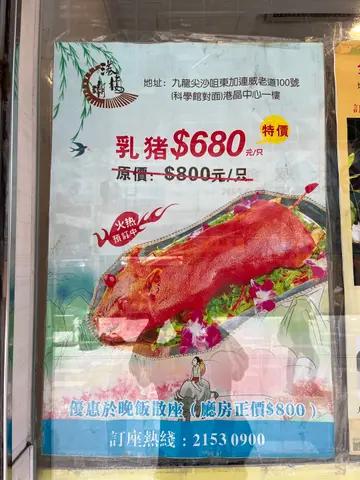 地址：九龍尖沙咀東加連威老道100號
(科學館對面)港晶中心一樓
特價
乳豬$680元/只
原價：$800元/只
火热
預訂中
優惠於晚飯散座（廳房正價$800）
訂座熱綫：2153 0900